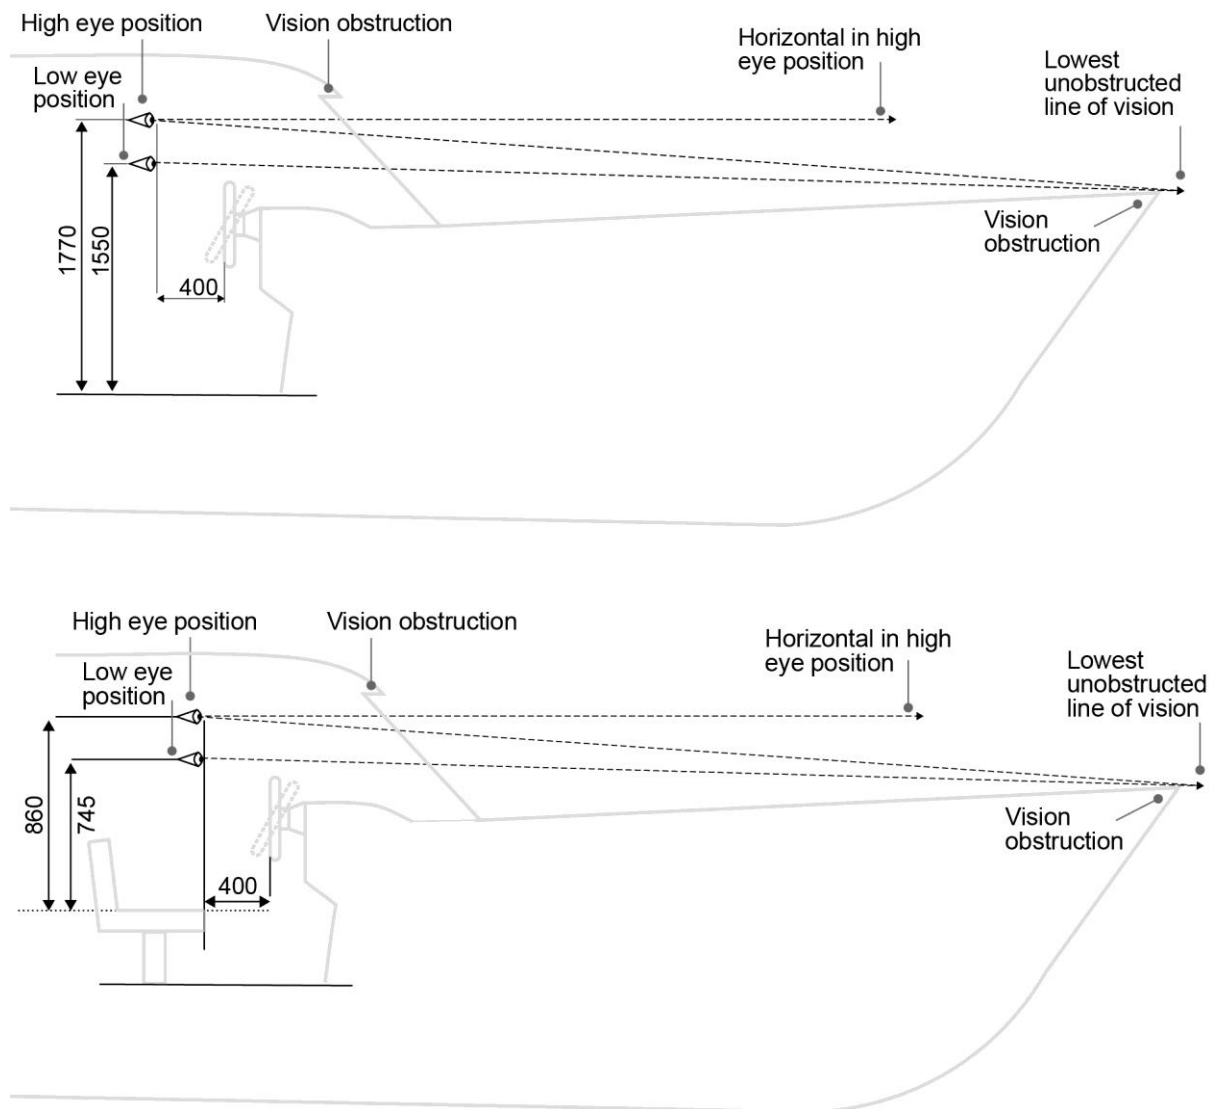 High eye position
Vision obstruction
Horizontal in high
eye position
Low eye
position
Lowest
unobstructed
line of vision
Vision
obstruction
1770
1550
400
High eye position
Vision obstruction
Horizontal in high
eye position
Low eye
position
Lowest
unobstructed
line of vision
Vision
obstruction
860
745
400